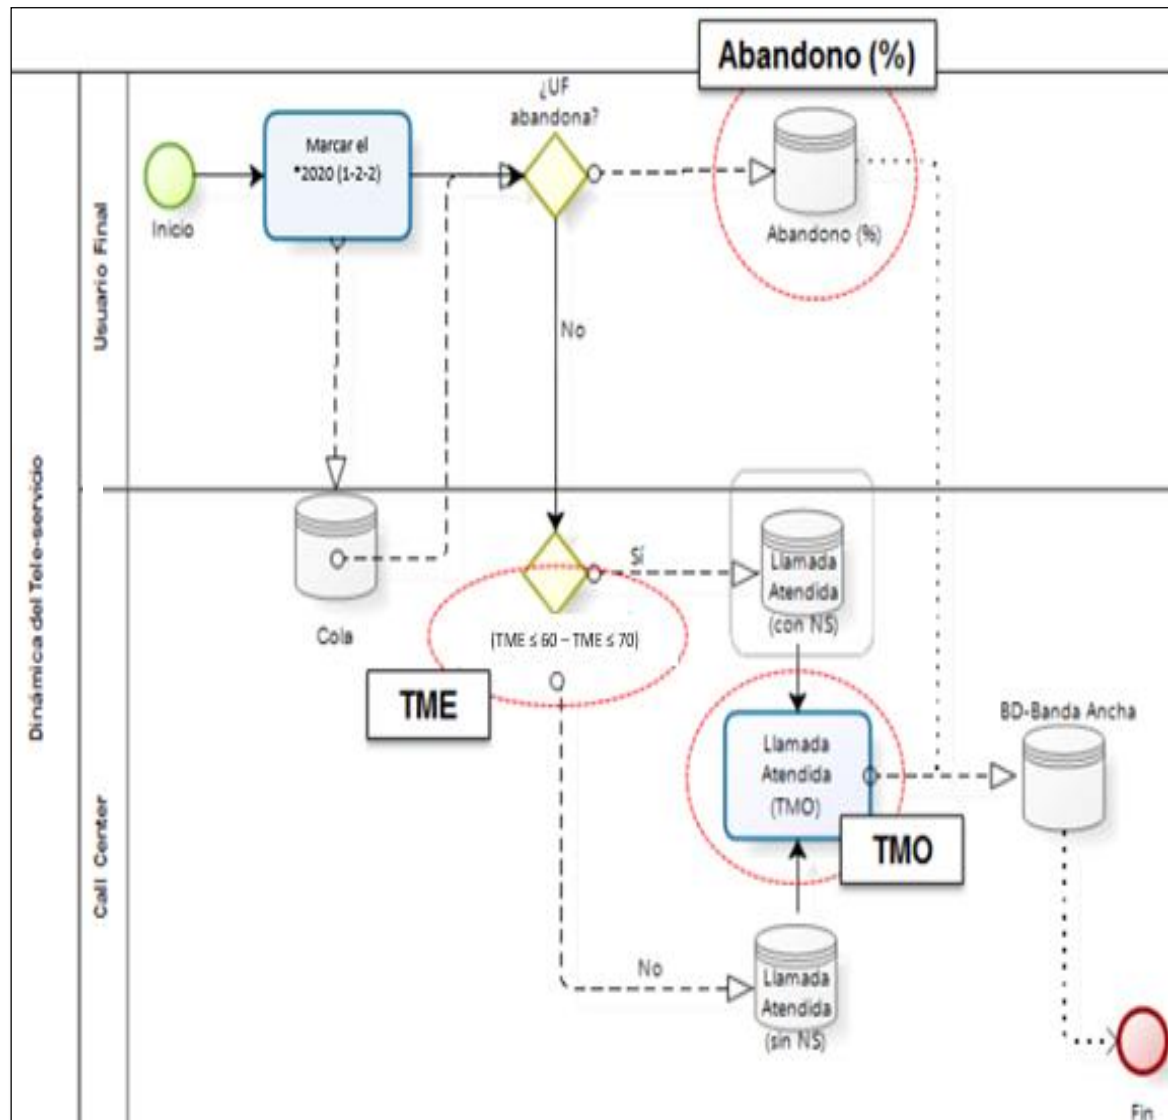 Abandono (%)
¿UF
abandona?
Marcar el
*2020 (1-2-2)
Inicio
Abandono (%)
Usuario Final
No
Dinámica del Tele-servicio
Cola
Sí
Llamada
Atendida
(con NS)
(TME ≤ 60 – TME ≤ 70)
TME
Llamada
Atendida
(TMO)
TMO
BD-Banda Ancha
Call Center
No
Llamada
Atendida
(sin NS)
Fin